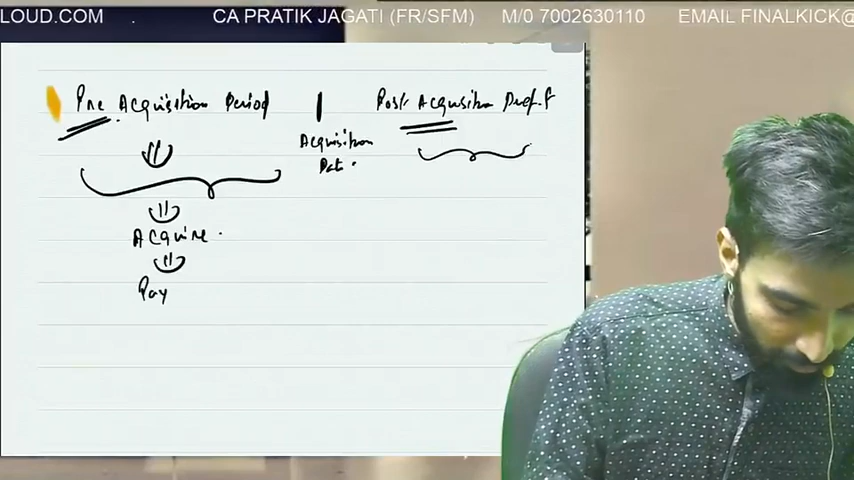 LOUD.COM . CA PRATIK JAGATI (FR/SFM) M/0 7002630110 EMAIL FINALKICK@
Pre Acquisition Period | Post Acquisition Profit
Acquisition
Date.
Acquire.
Pay